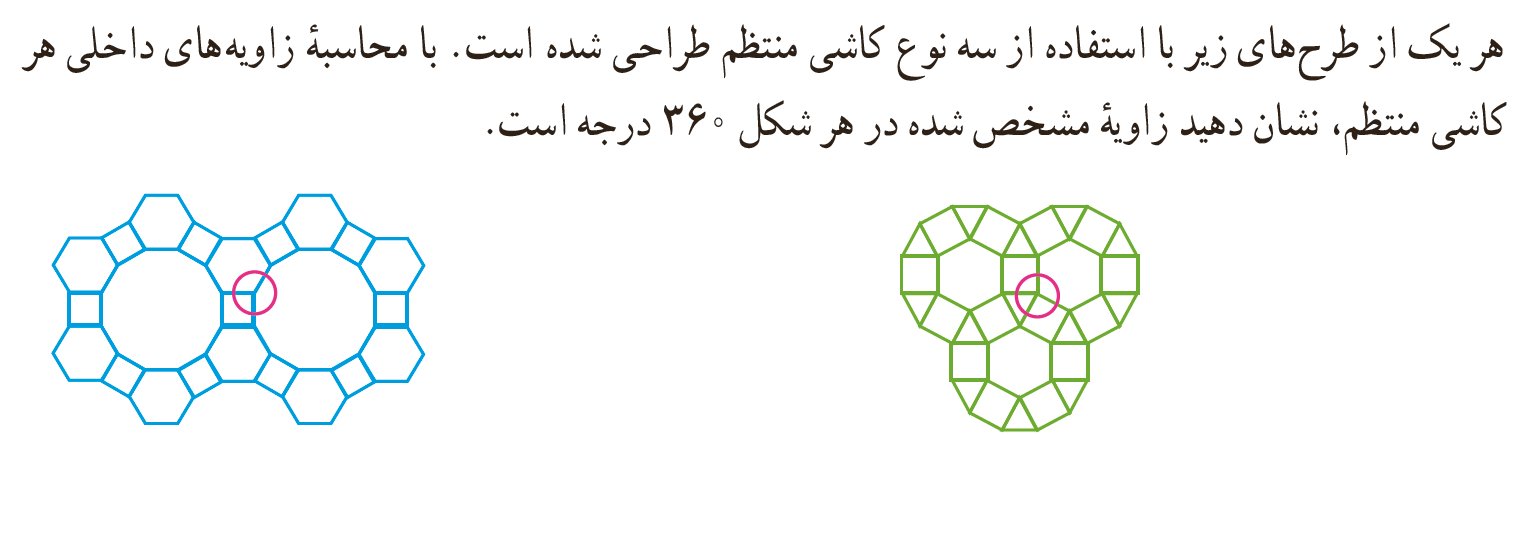 هر یک از طرح‌های زیر با استفاده از سه نوع کاشی منتظم طراحی شده است. با محاسبهٔ زاویه‌های داخلی هر
کاشی منتظم، نشان دهید زاویهٔ مشخص شده در هر شکل ۳۶۰ درجه است.